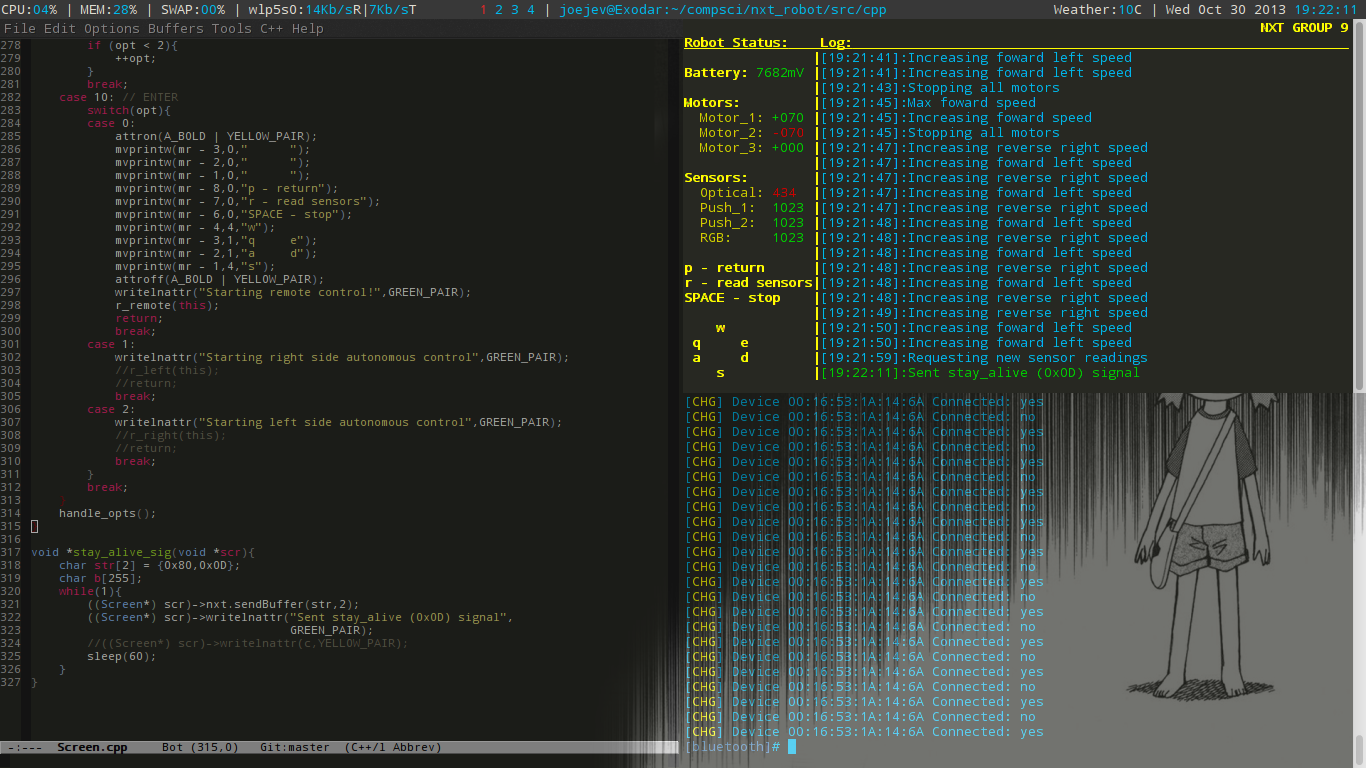 CPU:04% | MEM:28% | SWAP:00% | wlp5s0:14Kb/sR|7Kb/sT
1 2 3 4 | joejev@Exodar:~/compsci/nxt_robot/src/cpp
Weather:10C | Wed Oct 30 2013 19:22:11
File Edit Options Buffers Tools C++ Help
278 if (opt < 2){
279 ++opt;
280 }
281 break;
282 case 10: // ENTER
283 switch(opt){
284 case 0:
285 attron(A_BOLD | YELLOW_PAIR);
286 mvprintw(mr - 3,0,"      ");
287 mvprintw(mr - 2,0,"      ");
288 mvprintw(mr - 1,0,"      ");
289 mvprintw(mr - 8,0,"p - return");
290 mvprintw(mr - 7,0,"r - read sensors");
291 mvprintw(mr - 6,0,"SPACE - stop");
292 mvprintw(mr - 4,4,"w");
293 mvprintw(mr - 3,1,"q     e");
294 mvprintw(mr - 2,1,"a     d");
295 mvprintw(mr - 1,4,"s");
296 attroff(A_BOLD | YELLOW_PAIR);
297 writelnattr("Starting remote control!",GREEN_PAIR);
298 r_remote(this);
299 return;
300 break;
301 case 1:
302 writelnattr("Starting right side autonomous control",GREEN_PAIR);
303 //r_left(this);
304 //return;
305 break;
306 case 2:
307 writelnattr("Starting left side autonomous control",GREEN_PAIR);
308 //r_right(this);
309 //return;
310 break;
311 }
312 break;
313 }
314 handle_opts();
315
316
317 void *stay_alive_sig(void *scr){
318 char str[2] = {0x80,0x0D};
319 char b[255];
320 while(1){
321 ((Screen*) scr)->nxt.sendBuffer(str,2);
322 ((Screen*) scr)->writelnattr("Sent stay_alive (0x0D) signal",
323 GREEN_PAIR);
324 //((Screen*) scr)->writelnattr(c,YELLOW_PAIR);
325 sleep(60);
326 }
327 }
-:--- Screen.cpp Bot (315,0) Git:master (C++/l Abbrev)
NXT GROUP 9
Robot Status: Log:
|[19:21:41]:Increasing foward left speed
Battery: 7682mV |[19:21:41]:Increasing foward left speed
|[19:21:43]:Stopping all motors
Motors: |[19:21:45]:Max foward speed
Motor_1: +070 |[19:21:45]:Increasing foward speed
Motor_2: -070 |[19:21:45]:Stopping all motors
Motor_3: +000 |[19:21:47]:Increasing reverse right speed
|[19:21:47]:Increasing foward left speed
Sensors: |[19:21:47]:Increasing reverse right speed
Optical: 434 |[19:21:47]:Increasing foward left speed
Push_1: 1023 |[19:21:47]:Increasing reverse right speed
Push_2: 1023 |[19:21:48]:Increasing foward left speed
RGB: 1023 |[19:21:48]:Increasing reverse right speed
|[19:21:48]:Increasing foward left speed
p - return |[19:21:48]:Increasing reverse right speed
r - read sensors|[19:21:48]:Increasing foward left speed
SPACE - stop |[19:21:48]:Increasing reverse right speed
|[19:21:49]:Increasing reverse right speed
w |[19:21:50]:Increasing foward left speed
q e |[19:21:50]:Increasing foward left speed
a d |[19:21:59]:Requesting new sensor readings
s |[19:22:11]:Sent stay_alive (0x0D) signal
[CHG] Device 00:16:53:1A:14:6A Connected: yes
[CHG] Device 00:16:53:1A:14:6A Connected: no
[CHG] Device 00:16:53:1A:14:6A Connected: yes
[CHG] Device 00:16:53:1A:14:6A Connected: no
[CHG] Device 00:16:53:1A:14:6A Connected: yes
[CHG] Device 00:16:53:1A:14:6A Connected: no
[CHG] Device 00:16:53:1A:14:6A Connected: yes
[CHG] Device 00:16:53:1A:14:6A Connected: no
[CHG] Device 00:16:53:1A:14:6A Connected: yes
[CHG] Device 00:16:53:1A:14:6A Connected: no
[CHG] Device 00:16:53:1A:14:6A Connected: yes
[CHG] Device 00:16:53:1A:14:6A Connected: no
[CHG] Device 00:16:53:1A:14:6A Connected: yes
[CHG] Device 00:16:53:1A:14:6A Connected: no
[CHG] Device 00:16:53:1A:14:6A Connected: yes
[CHG] Device 00:16:53:1A:14:6A Connected: no
[CHG] Device 00:16:53:1A:14:6A Connected: yes
[CHG] Device 00:16:53:1A:14:6A Connected: no
[CHG] Device 00:16:53:1A:14:6A Connected: yes
[CHG] Device 00:16:53:1A:14:6A Connected: no
[CHG] Device 00:16:53:1A:14:6A Connected: yes
[CHG] Device 00:16:53:1A:14:6A Connected: no
[CHG] Device 00:16:53:1A:14:6A Connected: yes
[bluetooth]#